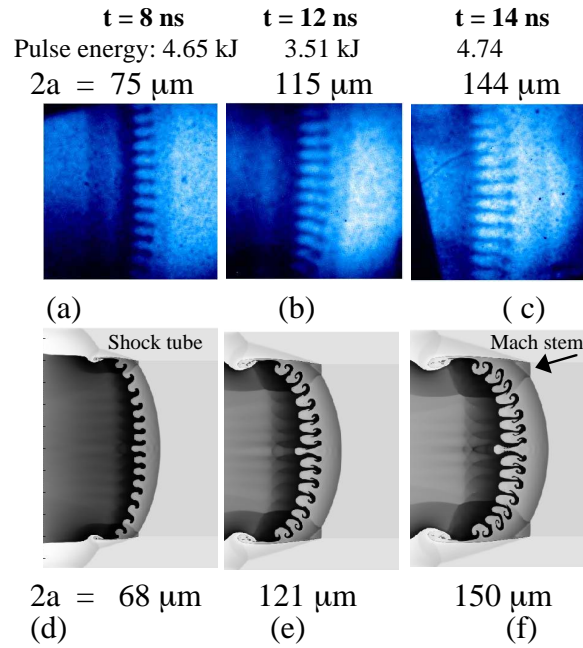 t = 8 ns t = 12 ns t = 14 ns
Pulse energy: 4.65 kJ 3.51 kJ 4.74
2a = 75 μm 115 μm 144 μm
(a) (b) ( c)
Shock tube Mach stem
2a = 68 μm 121 μm 150 μm
(d) (e) (f)